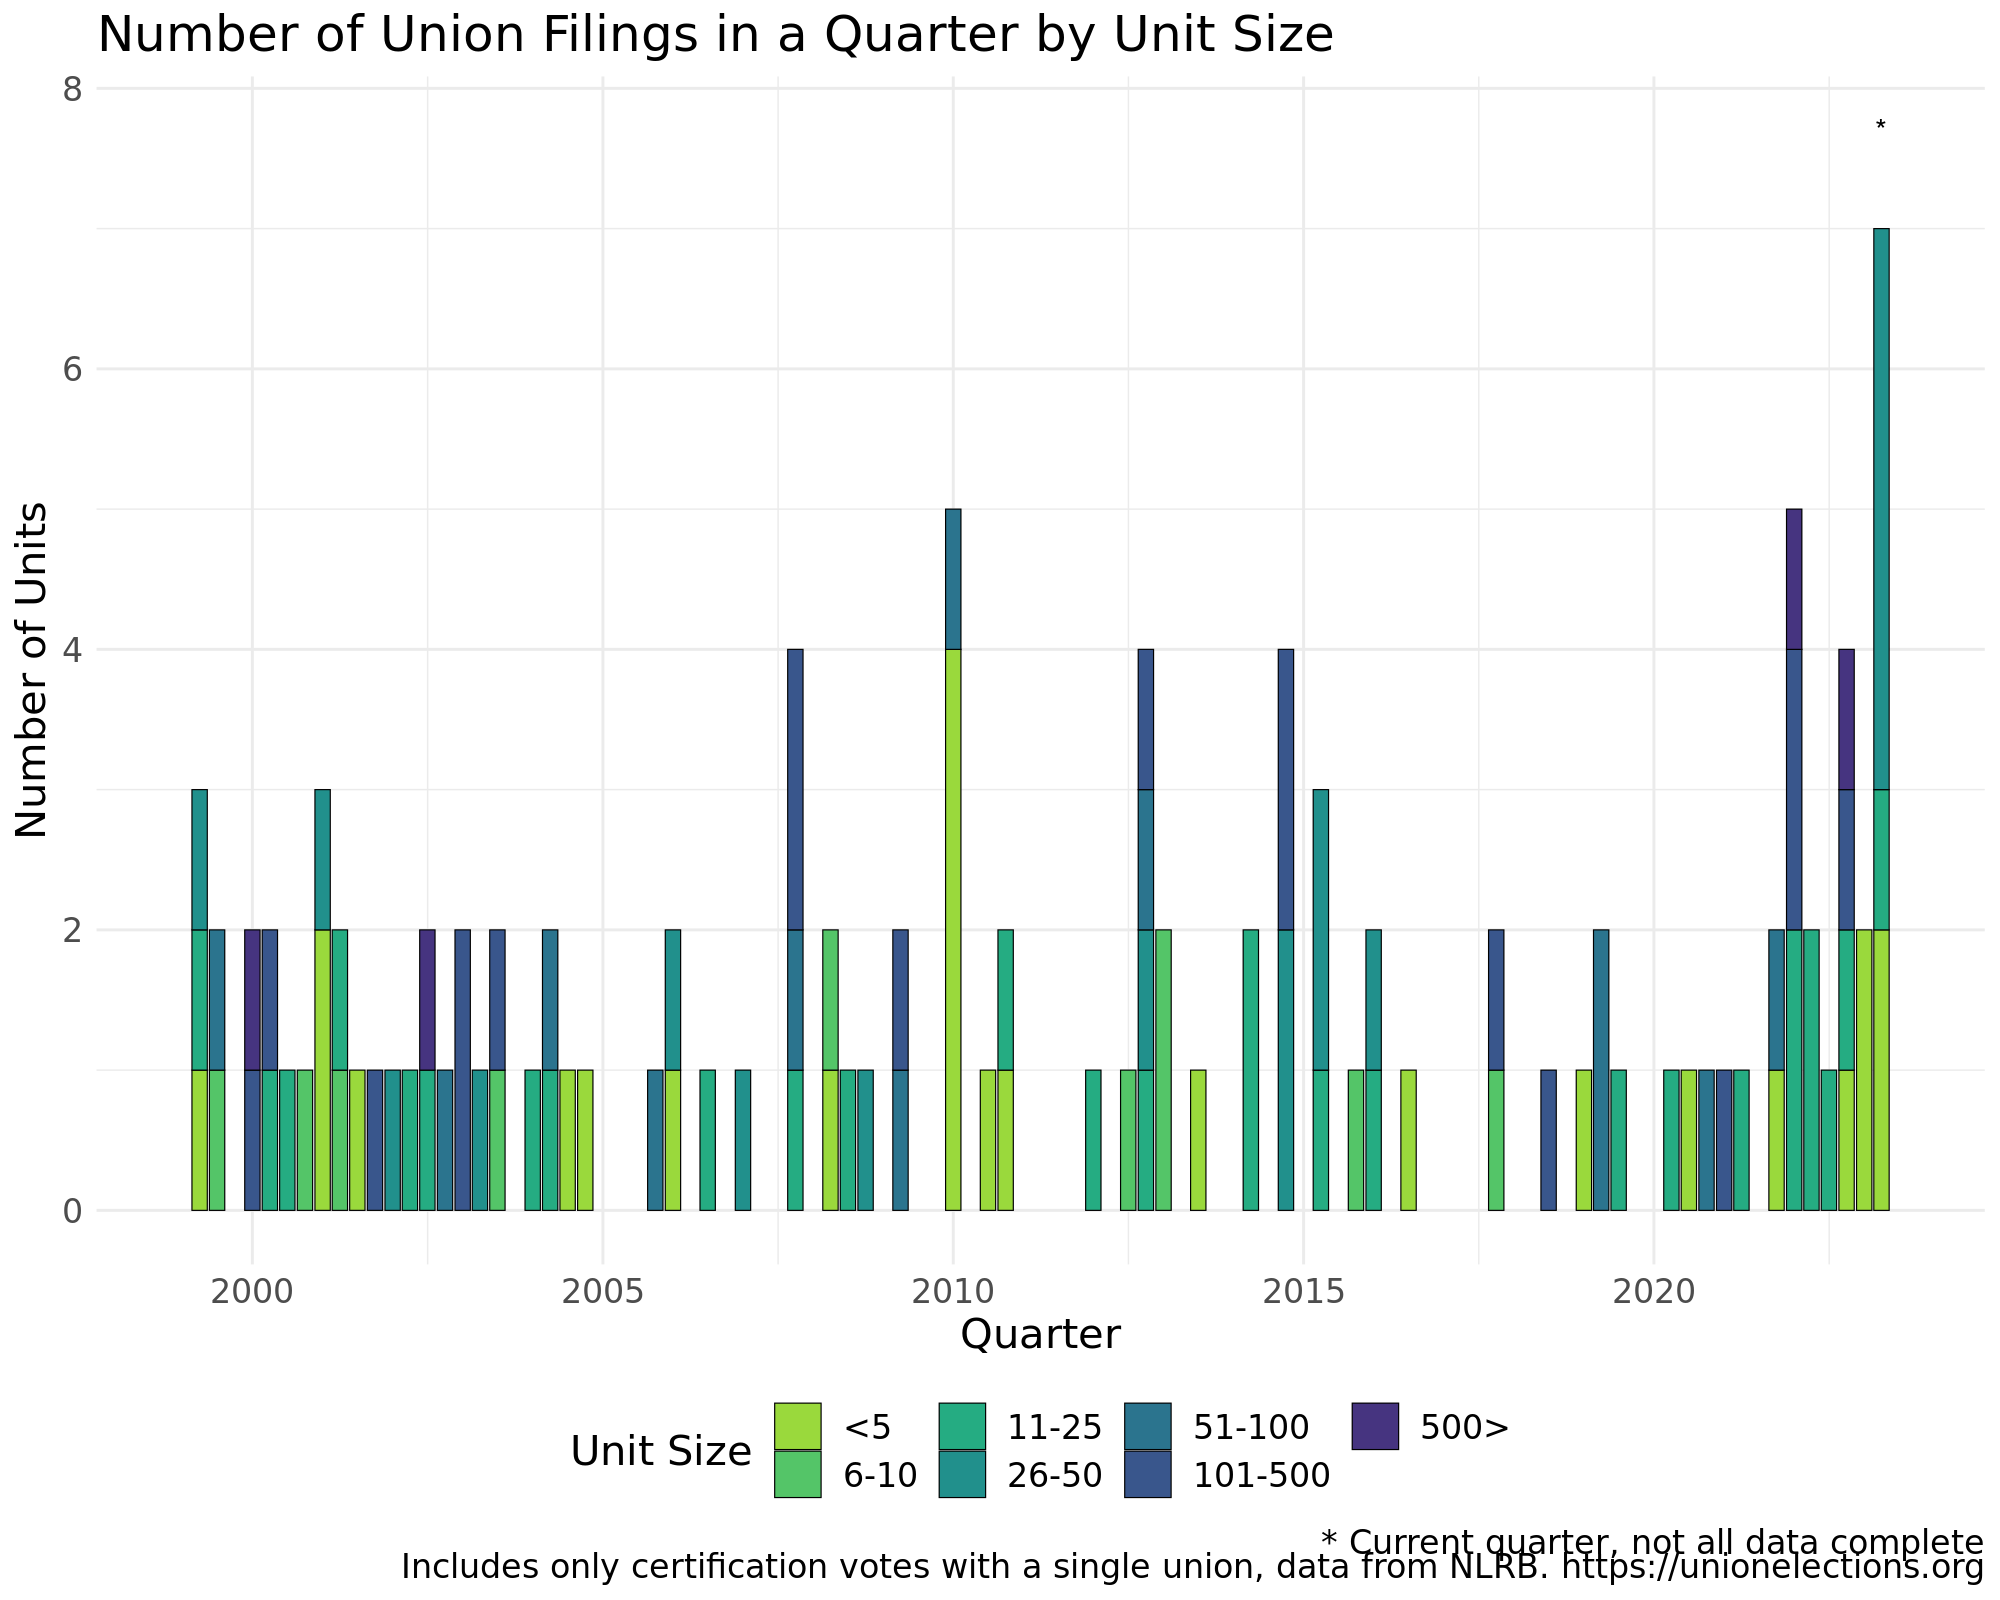 Number of Union Filings in a Quarter by Unit Size
8
*
6
4
2
0
Number of Units
2000 2005 2010 2015 2020
Quarter
Unit Size
<5 11-25 51-100 500>
6-10 26-50 101-500
* Current quarter, not all data complete
Includes only certification votes with a single union, data from NLRB. https://unionelections.org